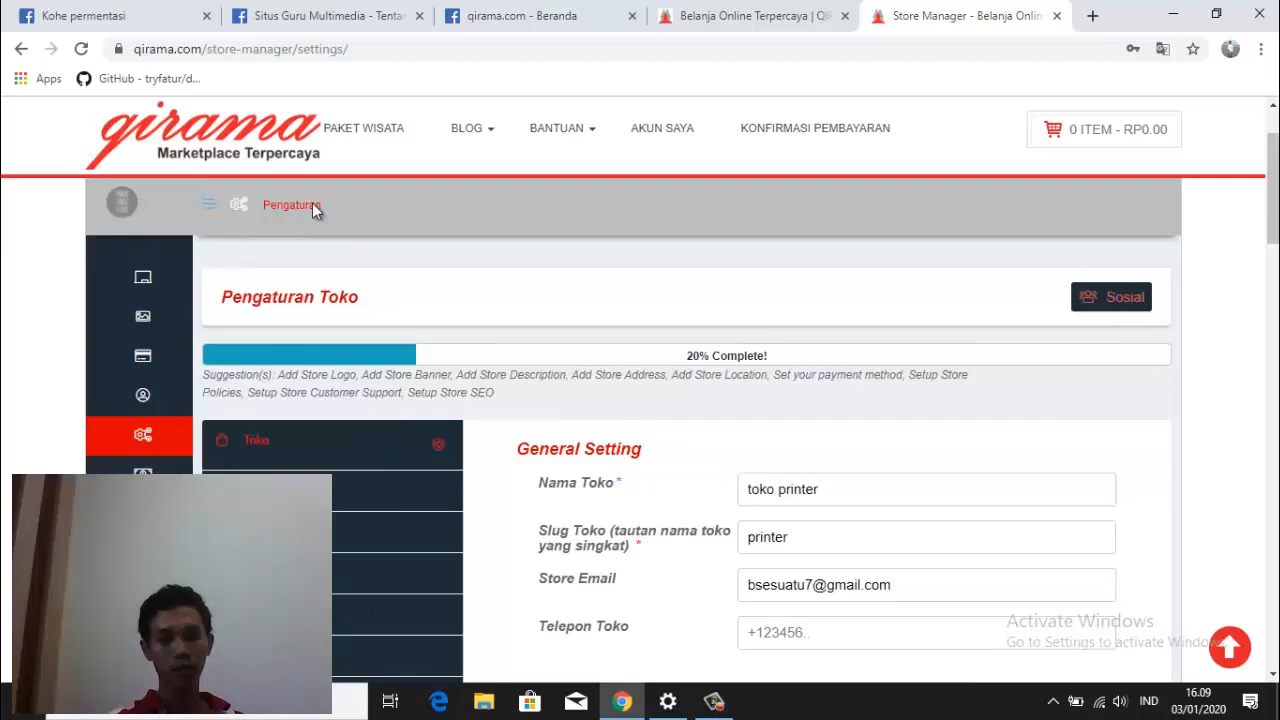 Kohe permentasi
Situs Guru Multimedia - Tentar
qirama.com - Beranda
Belanja Online Terpercaya | Qi
Store Manager - Belanja Onlin
qirama.com/store-manager/settings/
Apps
GitHub - tryfatur/d...
qirama
Marketplace Terpercaya
PAKET WISATA
BLOG
BANTUAN
AKUN SAYA
KONFIRMASI PEMBAYARAN
0 ITEM - RP0.00
Pengaturan
Pengaturan Toko
Sosial
20% Complete!
Suggestion(s): Add Store Logo, Add Store Banner, Add Store Description, Add Store Address, Add Store Location, Set your payment method, Setup Store
Policies, Setup Store Customer Support, Setup Store SEO
Toko
General Setting
Nama Toko *
toko printer
Slug Toko (tautan nama toko
yang singkat) *
printer
Store Email
bsesuatu7@gmail.com
Telepon Toko
+123456..
Activate Windows
Go to Settings to activate Windows
IND
16.09
03/01/2020